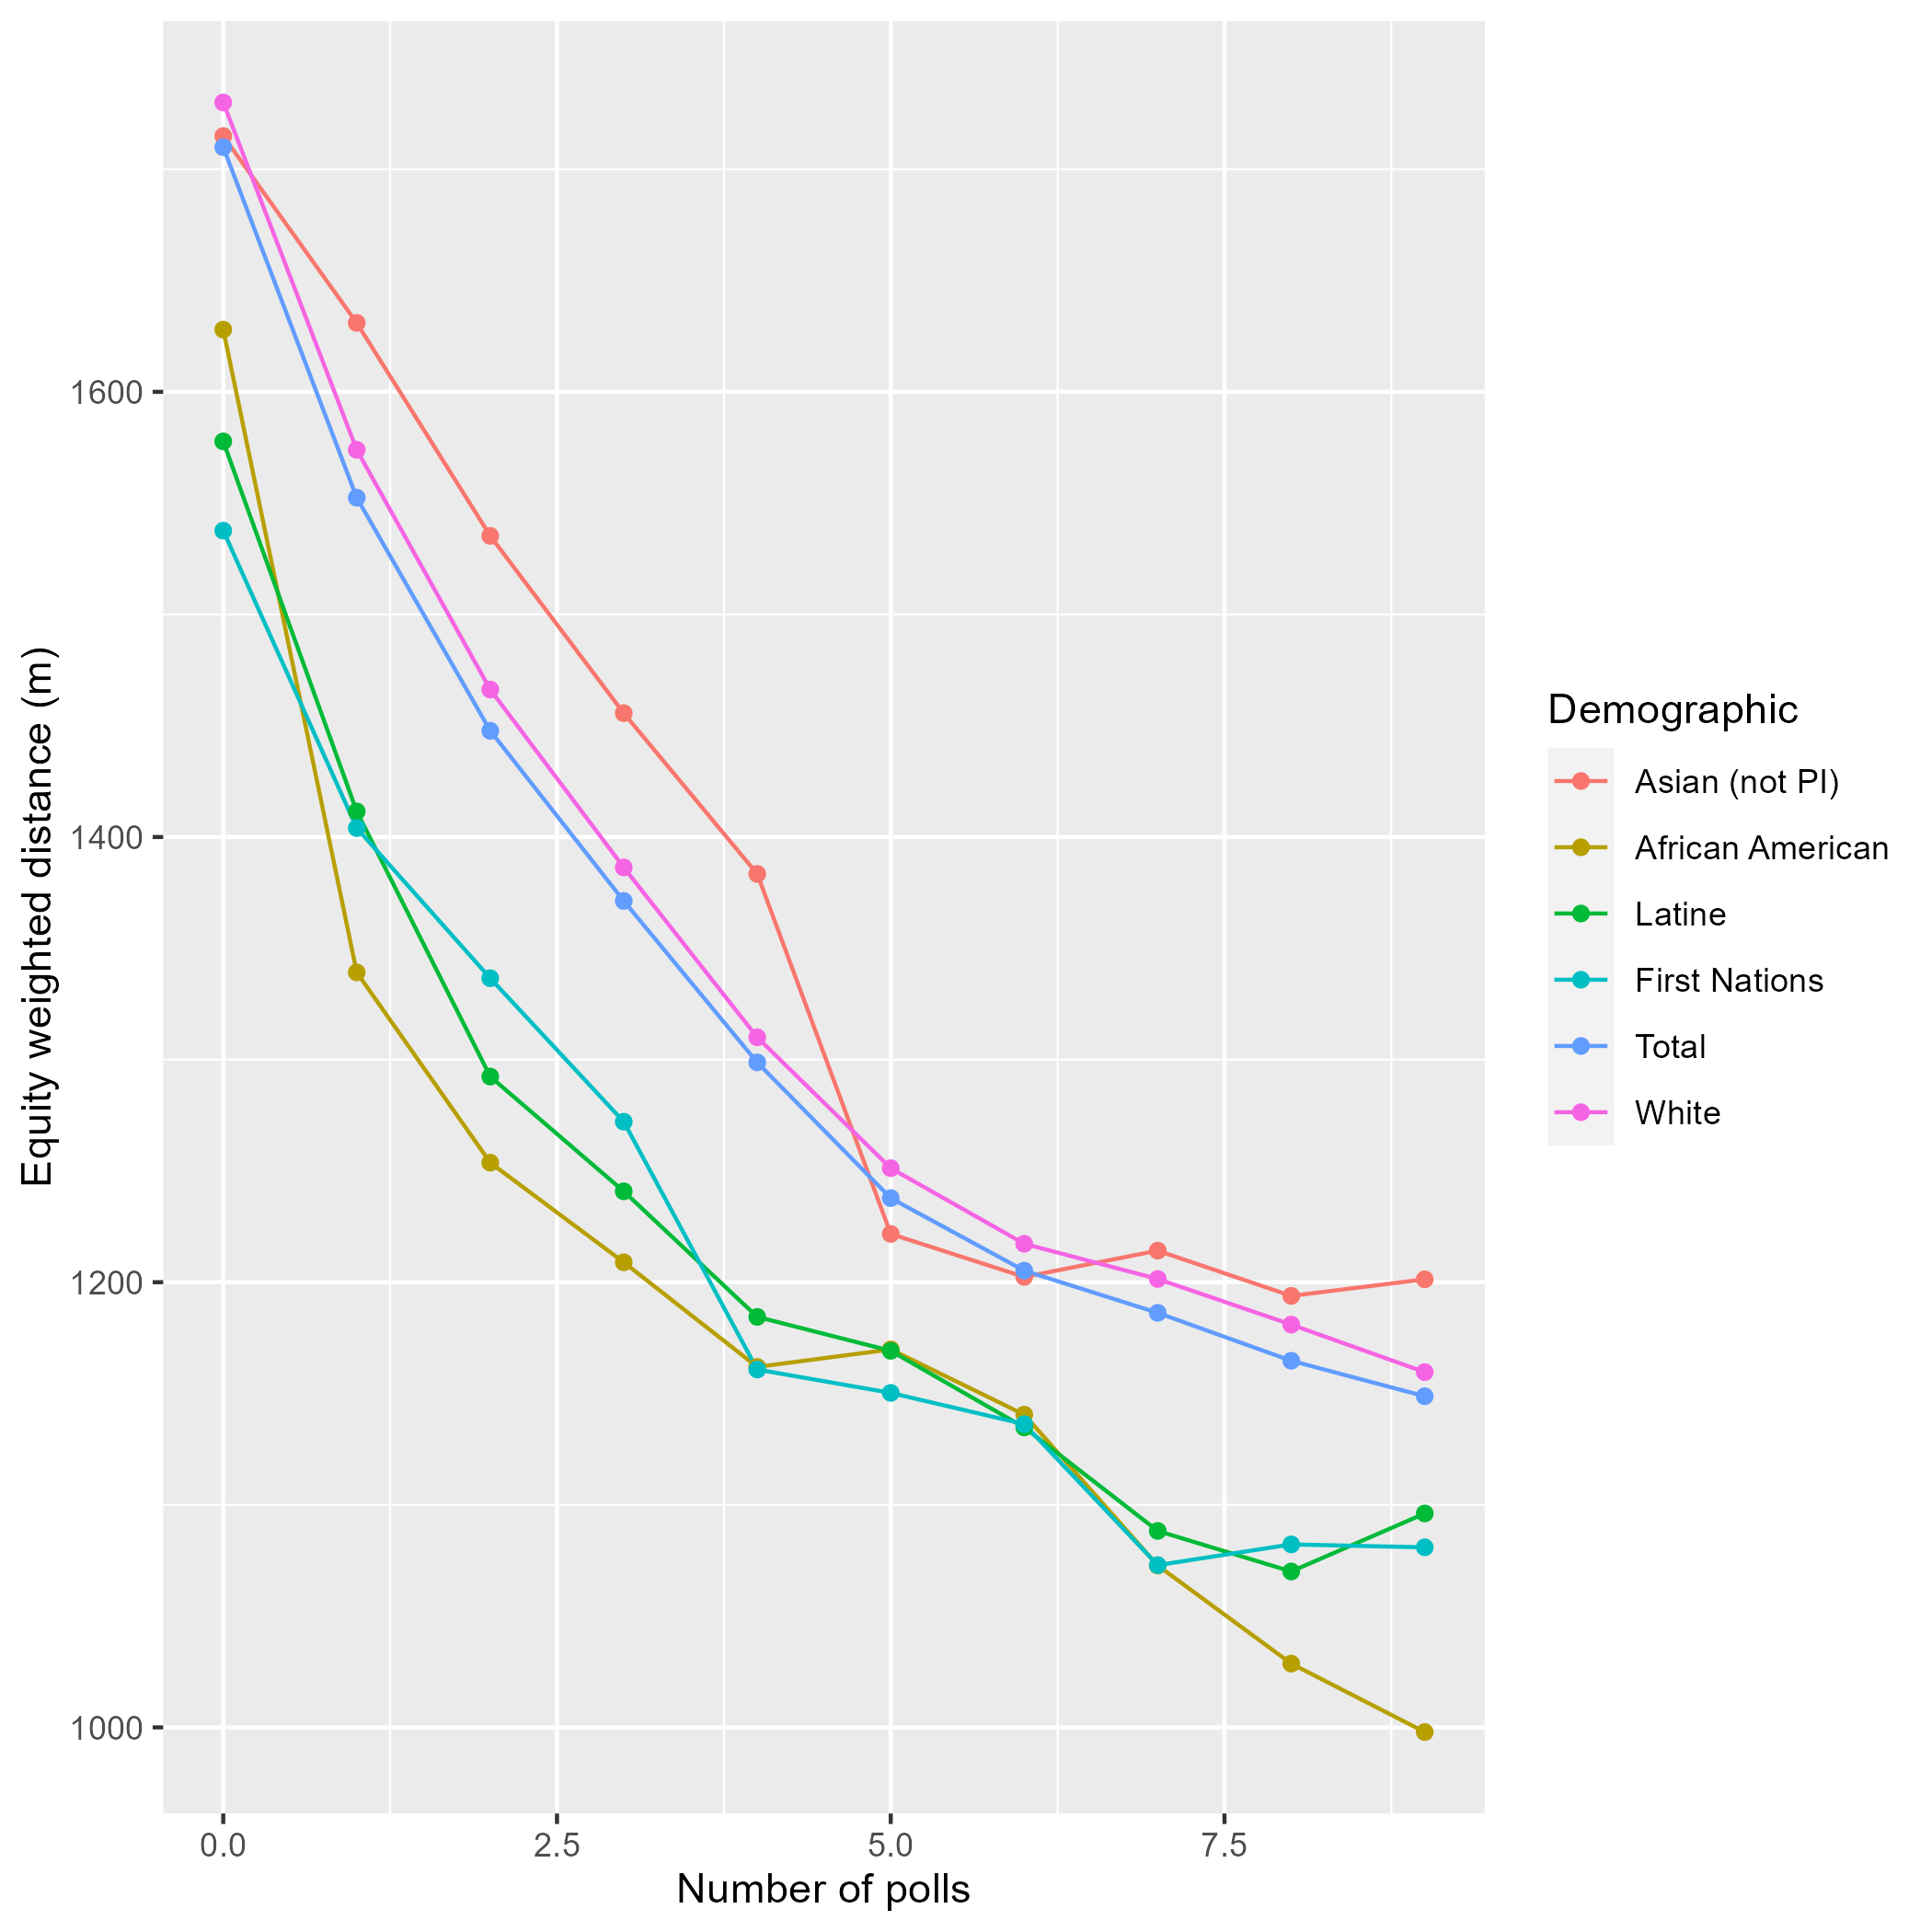 Equity weighted distance (m)
1600
1400
1200
1000
0.0 2.5 5.0 7.5
Number of polls
Demographic
Asian (not PI)
African American
Latine
First Nations
Total
White